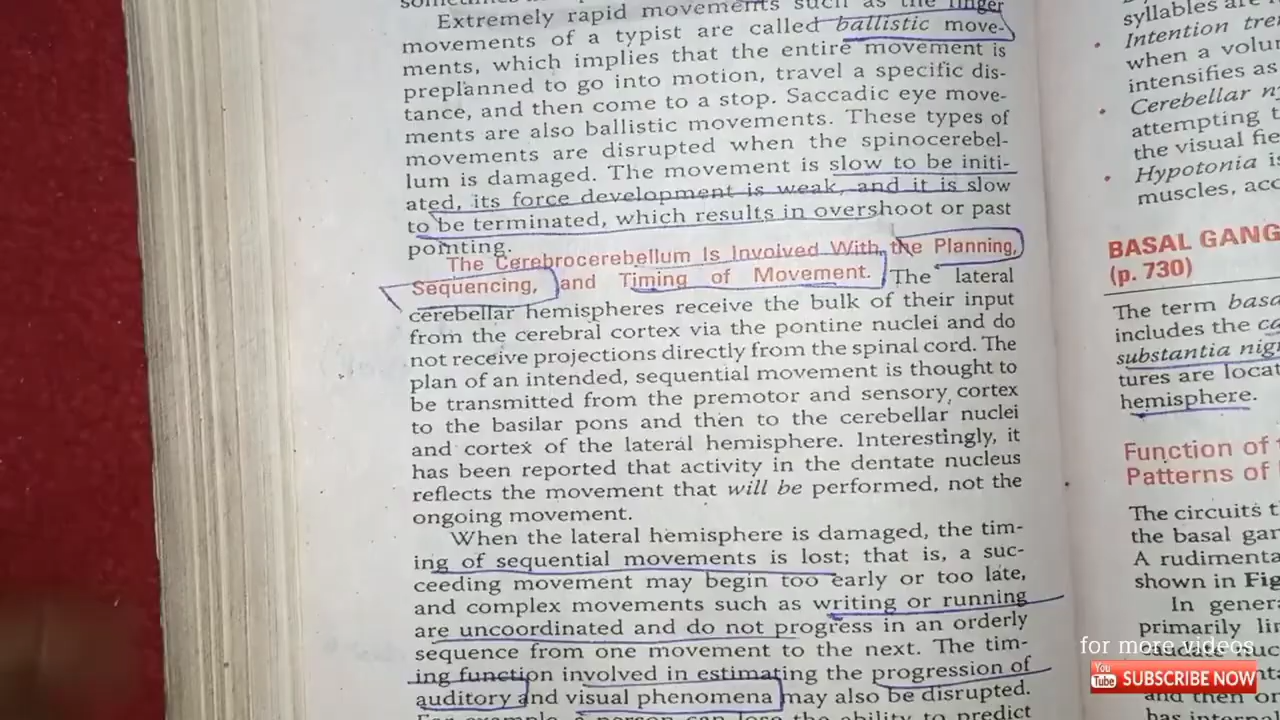 Extremely rapid movements such as the finger
movements of a typist are called ballistic move-
ments, which implies that the entire movement is
preplanned to go into motion, travel a specific dis-
tance, and then come to a stop. Saccadic eye move-
ments are also ballistic movements. These types of
movements are disrupted when the spinocerebel-
lum is damaged. The movement is slow to be initi-
ated, its force development is weak, and it is slow
to be terminated, which results in overshoot or past
pointing.
The Cerebrocerebellum Is Involved With the Planning,
Sequencing, and Timing of Movement. The lateral
cerebellar hemispheres receive the bulk of their input
from the cerebral cortex via the pontine nuclei and do
not receive projections directly from the spinal cord. The
plan of an intended, sequential movement is thought to
be transmitted from the premotor and sensory cortex
to the basilar pons and then to the cerebellar nuclei
and cortex of the lateral hemisphere. Interestingly, it
has been reported that activity in the dentate nucleus
reflects the movement that will be performed, not the
ongoing movement.
When the lateral hemisphere is damaged, the tim-
ing of sequential movements is lost; that is, a suc-
ceeding movement may begin too early or too late,
and complex movements such as writing or running
are uncoordinated and do not progress in an orderly
sequence from one movement to the next. The tim-
ing function involved in estimating the progression of
auditory and visual phenomena may also be disrupted.
For example, a person can lose the ability to predict
syllables are
• Intention
when a
intensifies as
• Cerebellar
attempting
the visual
• Hypotonia
muscles,
BASAL
(p. 730)
The term
includes the
substantia
tures are
hemisphere.
Function of
Patterns of
The circuits
the basal
A
shown in
In
primarily
and then
has
for more videos
You Tube SUBSCRIBE NOW